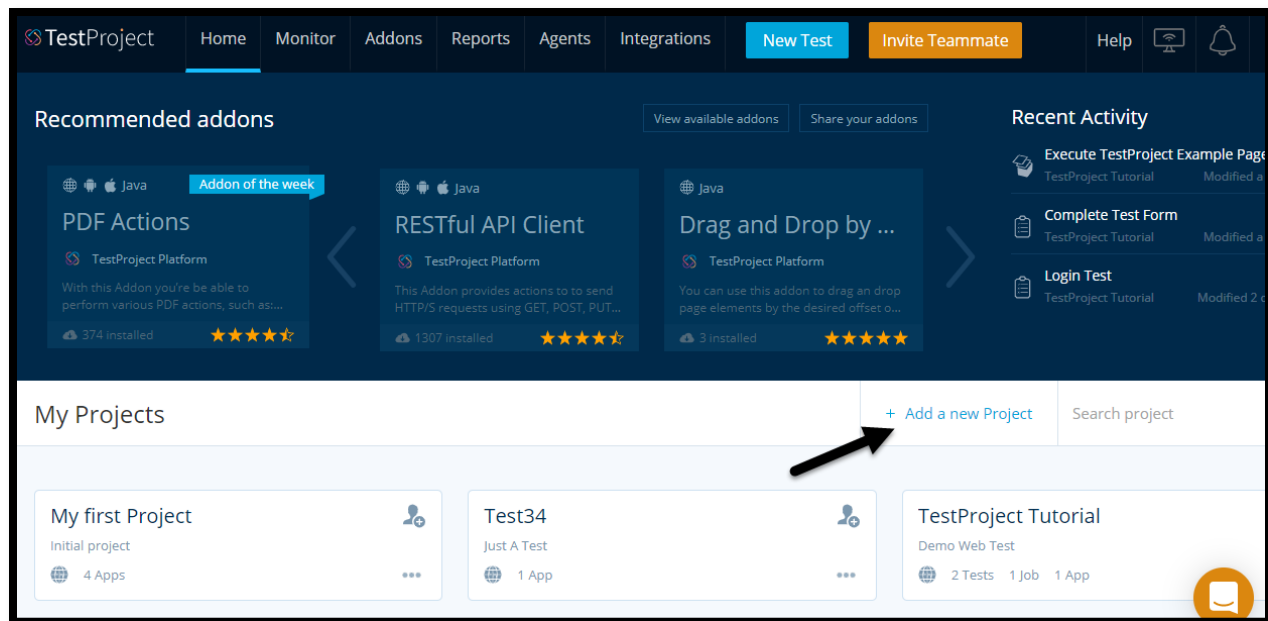 TestProject
Home
Monitor
Addons
Reports
Agents
Integrations
New Test
Invite Teammate
Help
Recommended addons
View available addons
Share your addons
Java
Addon of the week
PDF Actions
TestProject Platform
With this Addon you're be able to
perform various PDF actions, such as:...
374 installed
Java
RESTful API Client
TestProject Platform
This Addon provides actions to to send
HTTP/S requests using GET, POST, PUT...
1307 installed
Java
Drag and Drop by ...
TestProject Platform
You can use this addon to drag an drop
page elements by the desired offset o...
3 installed
Recent Activity
Execute TestProject Example Page
TestProject Tutorial
Modified a
Complete Test Form
TestProject Tutorial
Modified a
Login Test
TestProject Tutorial
Modified 2
My Projects
+ Add a new Project
Search project
My first Project
Initial project
4 Apps
Test34
Just A Test
1 App
TestProject Tutorial
Demo Web Test
2 Tests 1 Job 1 App